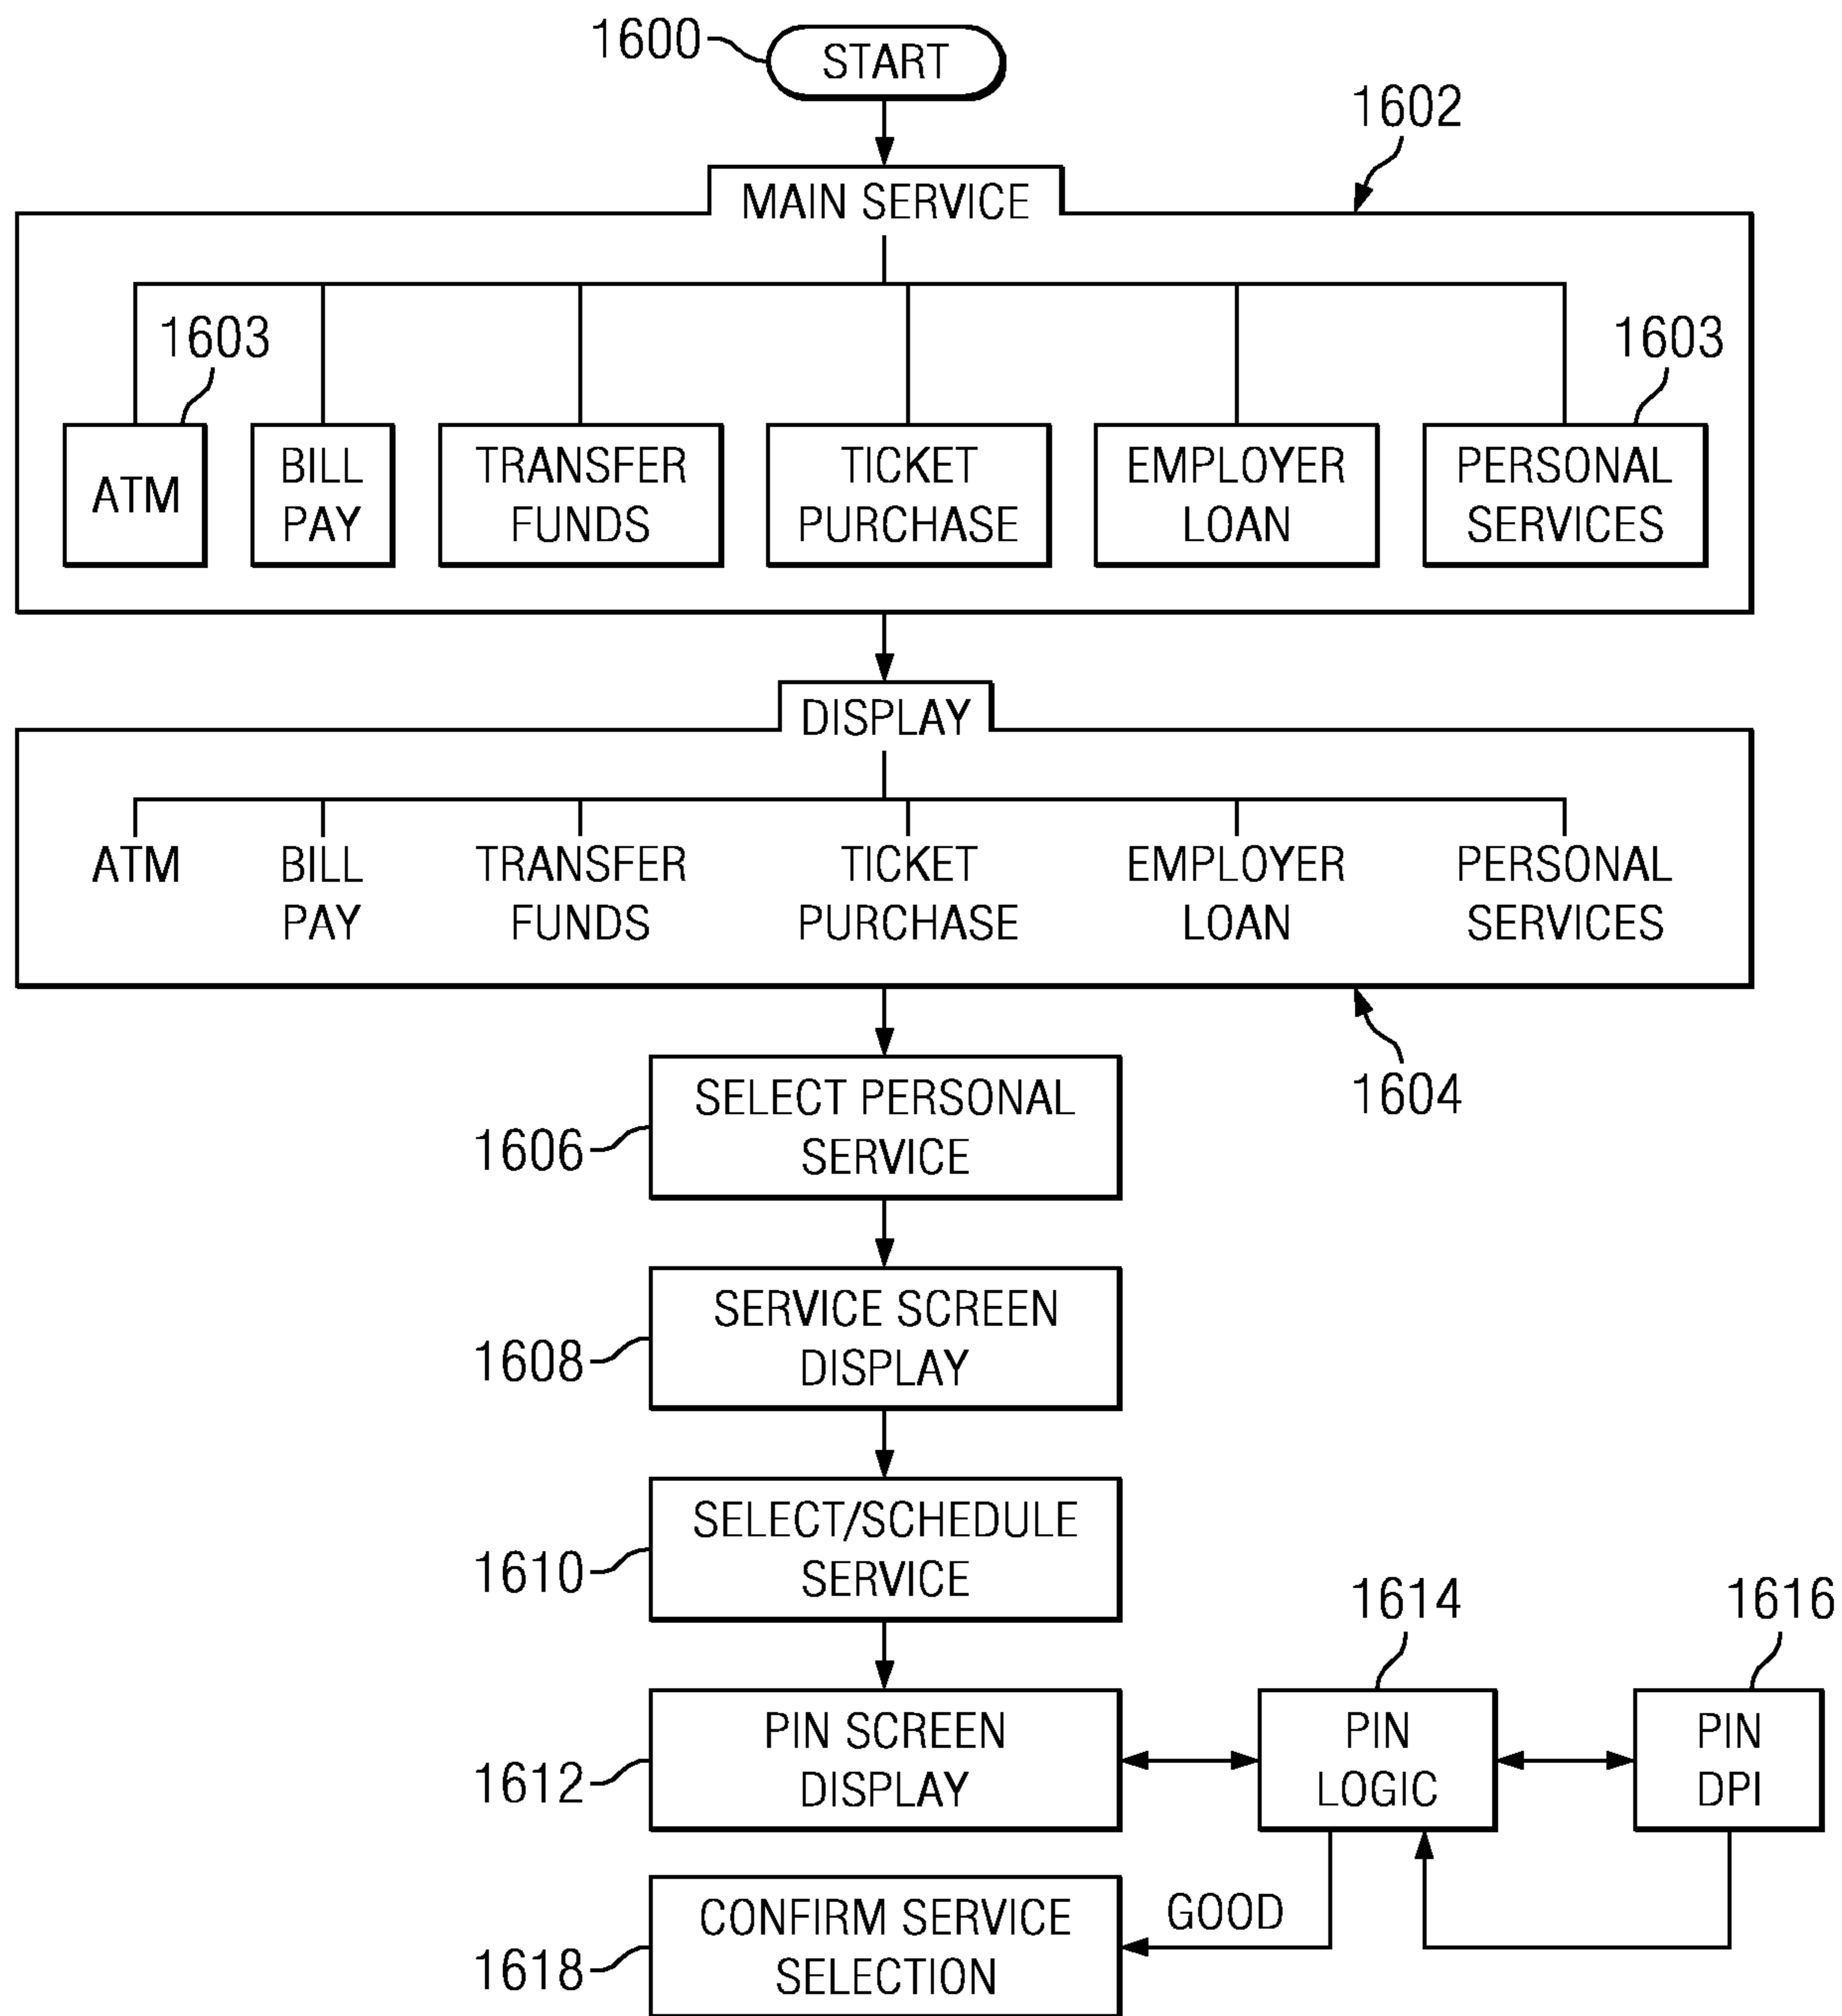 1600
START
1602
MAIN SERVICE
1603
1603
ATM
BILL
PAY
TRANSFER
FUNDS
TICKET
PURCHASE
EMPLOYER
LOAN
PERSONAL
SERVICES
DISPLAY
ATM
BILL
PAY
TRANSFER
FUNDS
TICKET
PURCHASE
EMPLOYER
LOAN
PERSONAL
SERVICES
1604
SELECT PERSONAL
SERVICE
1606
SERVICE SCREEN
DISPLAY
1608
SELECT/SCHEDULE
SERVICE
1610
1614
1616
PIN SCREEN
DISPLAY
1612
PIN
LOGIC
PIN
DPI
GOOD
CONFIRM SERVICE
SELECTION
1618